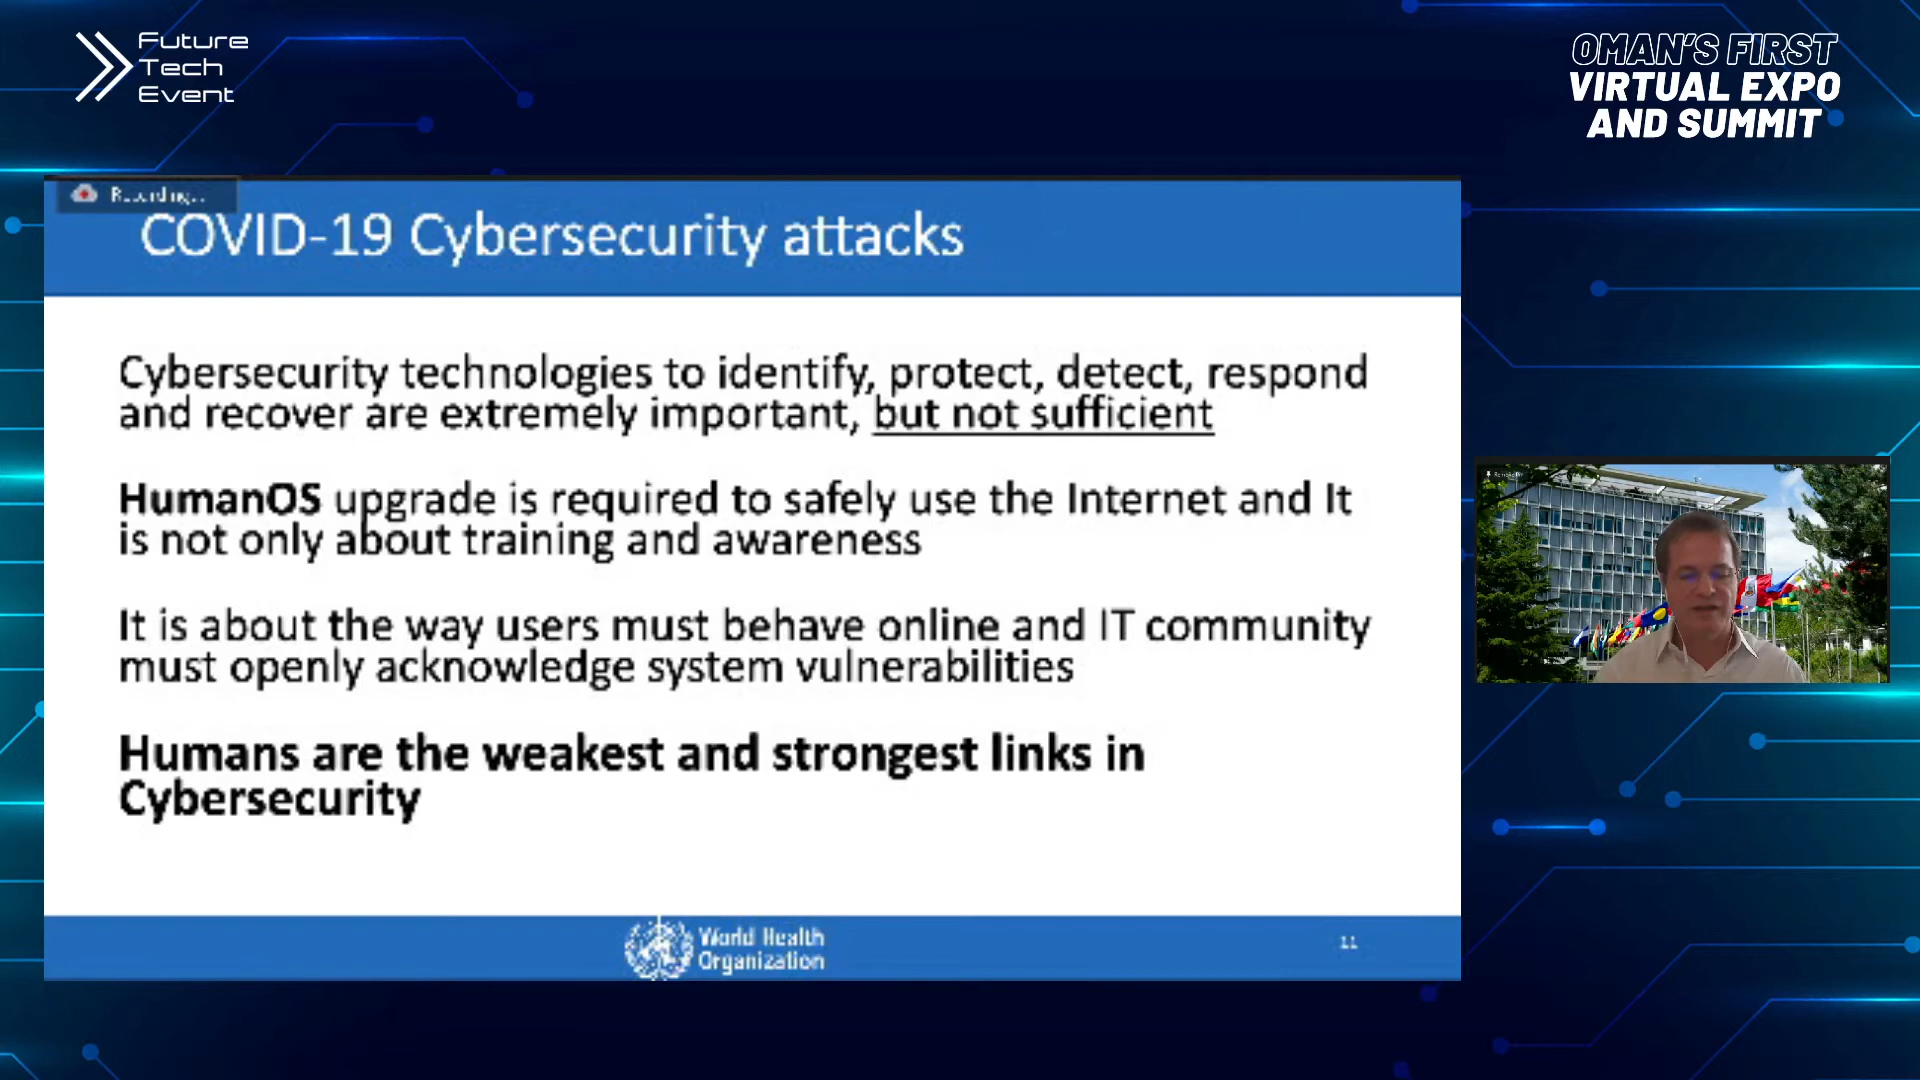 Future
Tech
Event
OMAN'S FIRST
VIRTUAL EXPO
AND SUMMIT
Recording...
COVID-19 Cybersecurity attacks
Cybersecurity technologies to identify, protect, detect, respond
and recover are extremely important, but not sufficient
HumanOS upgrade is required to safely use the Internet and It
is not only about training and awareness
It is about the way users must behave online and IT community
must openly acknowledge system vulnerabilities
Humans are the weakest and strongest links in
Cybersecurity
World Health
Organization
11